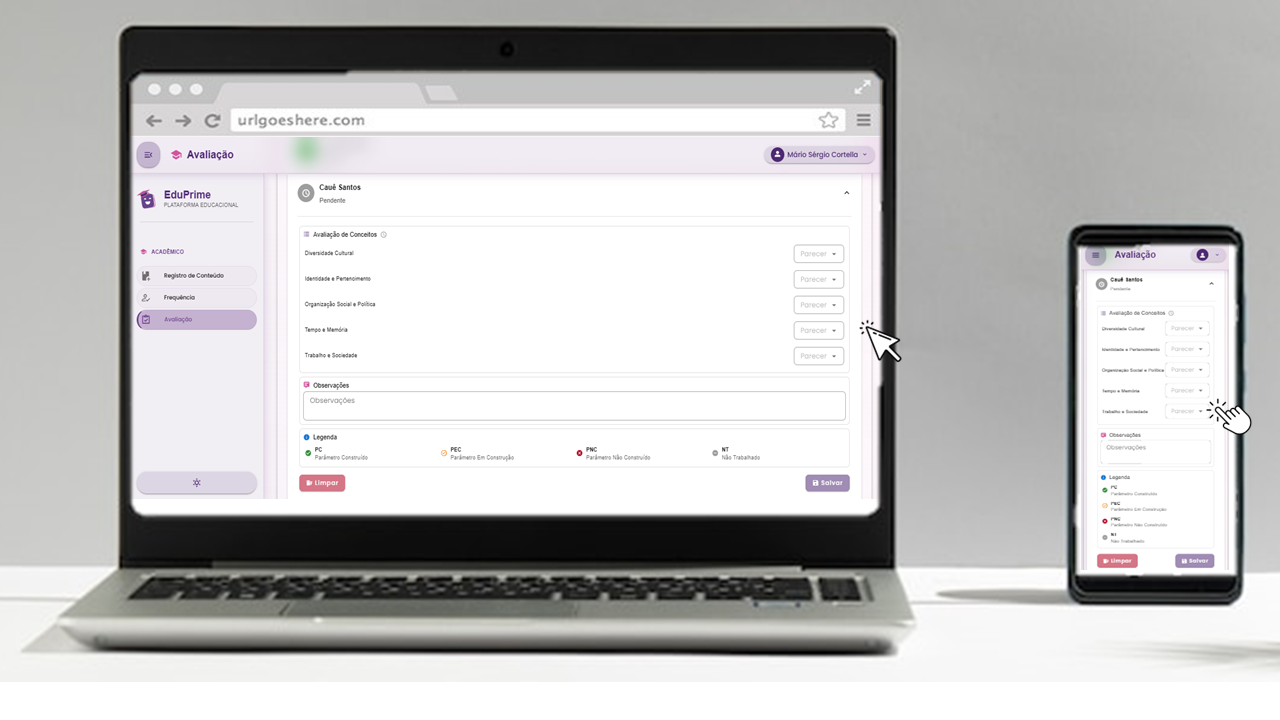 urlgoeshere.com
Avaliação
Mário Sérgio Cortella
EduPrime
PLATAFORMA EDUCACIONAL
ACADÊMICO
Registro de Conteúdo
Frequência
Avaliação
Cauê Santos
Pendente
Avaliação de Conceitos
Diversidade Cultural
Parecer
Identidade e Pertencimento
Parecer
Organização Social e Política
Parecer
Tempo e Memória
Parecer
Trabalho e Sociedade
Parecer
Observações
Observações
Legenda
PC
Parâmetro Construído
PEC
Parâmetro Em Construção
PNC
Parâmetro Não Construído
NT
Não Trabalhado
Limpar
Salvar
Avaliação
Cauê Santos
Pendente
Avaliação de Conceitos
Diversidade Cultural
Parecer
Identidade e Pertencimento
Parecer
Organização Social e Política
Parecer
Tempo e Memória
Parecer
Trabalho e Sociedade
Parecer
Observações
Observações
Legenda
PC
Parâmetro Construído
PEC
Parâmetro Em Construção
PNC
Parâmetro Não Construído
NT
Não Trabalhado
Limpar
Salvar